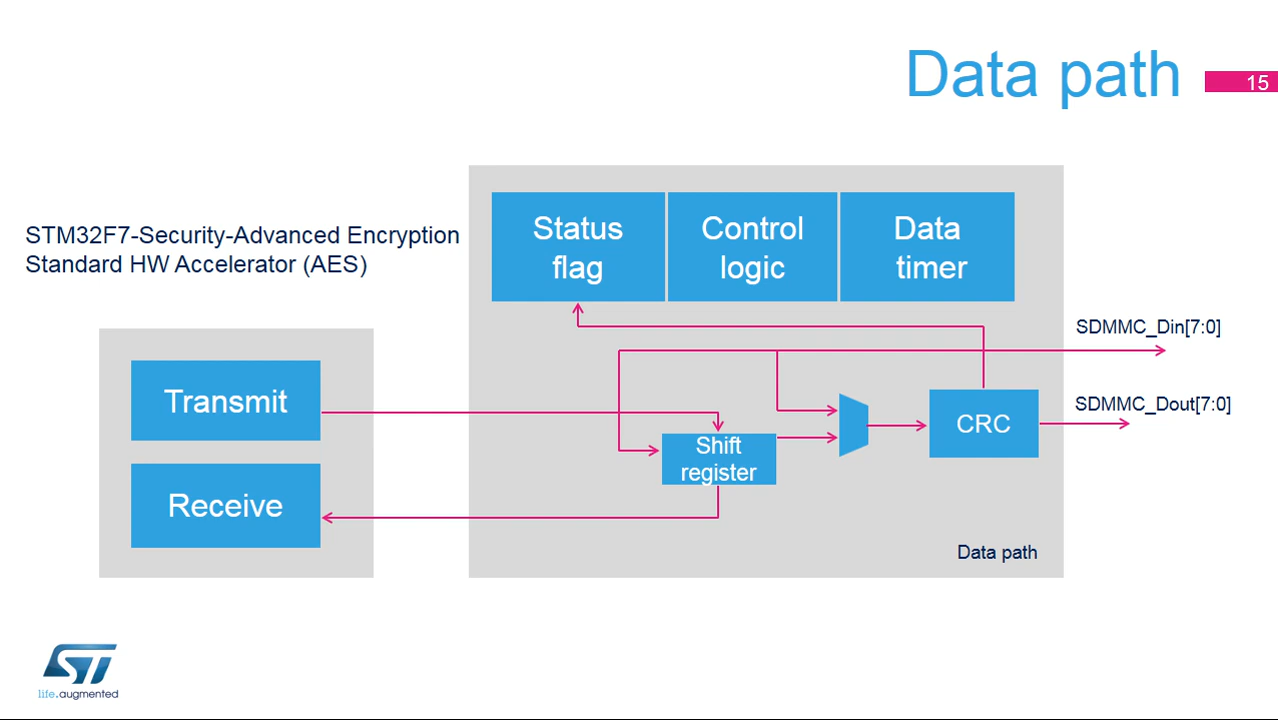 Data path
15
STM32F7-Security-Advanced Encryption
Standard HW Accelerator (AES)
Status
flag
Control
logic
Data
timer
SDMMC_Din[7:0]
Transmit
SDMMC_Dout[7:0]
CRC
Shift
register
Receive
Data path
ST
life.augmented